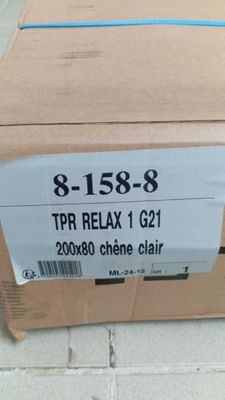 8-158-8
TPR RELAX 1 G21
200x80 chêne clair
ML-24-12
1